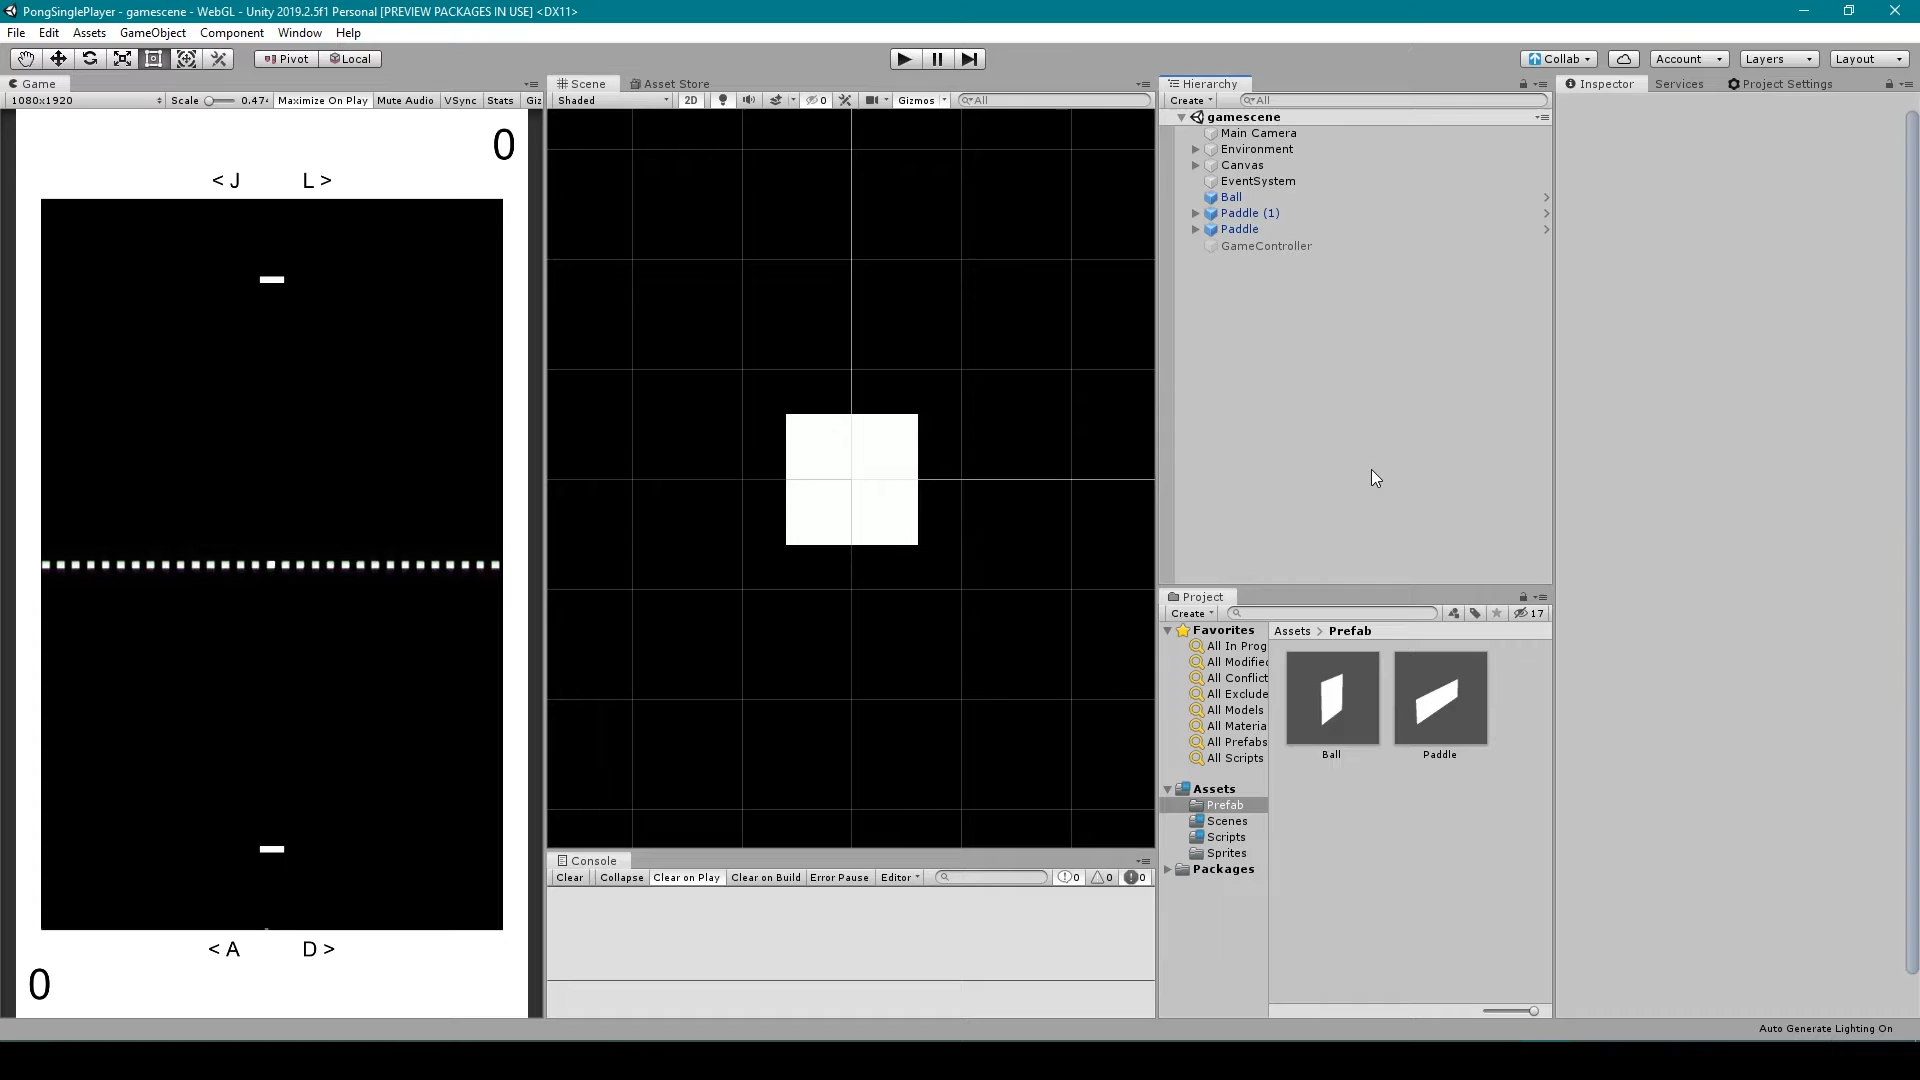 PongSinglePlayer - gamescene - WebGL - Unity 2019.2.5f1 Personal [PREVIEW PACKAGES IN USE] <DX11>
File Edit Assets GameObject Component Window Help
Pivot Local Collab Account Layers Layout
Game
1080x1920 Scale 0.47 Maximize On Play Mute Audio VSync Stats Giz
0
< J L >
< A D >
0
Scene Asset Store
Shaded 2D 0 Gizmos All
Console
Clear Collapse Clear on Play Clear on Build Error Pause Editor 0 0 0
Hierarchy
Create All
gamescene
Main Camera
Environment
Canvas
EventSystem
Ball
Paddle (1)
Paddle
GameController
Project
Create 17
Favorites
All In Prog
All Modified
All Conflict
All Exclude
All Models
All Materia
All Prefabs
All Scripts
Assets
Prefab
Scenes
Scripts
Sprites
Packages
Assets > Prefab
Ball Paddle
Inspector Services Project Settings
Auto Generate Lighting On